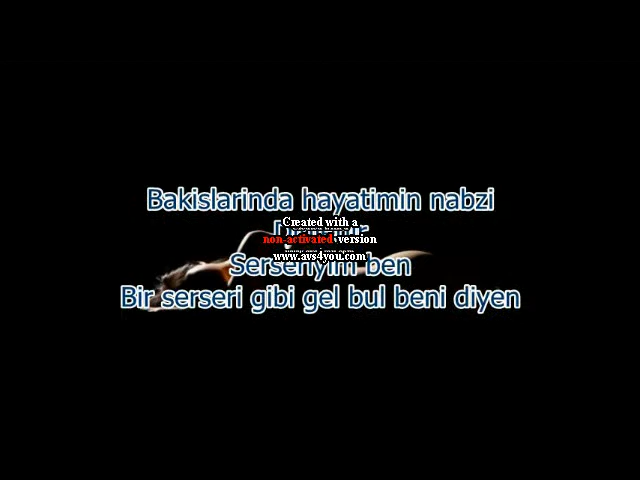 Bakislarinda hayatimin nabzi
Created with a
non-activated version
www.avs4you.com
Serseriyim ben
Bir serseri gibi gel bul beni diyen